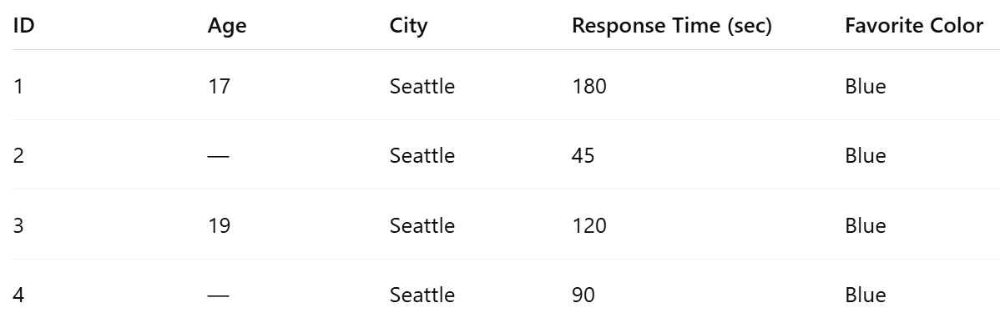 ID Age City Response Time (sec) Favorite Color
1 17 Seattle 180 Blue
2 — Seattle 45 Blue
3 19 Seattle 120 Blue
4 — Seattle 90 Blue